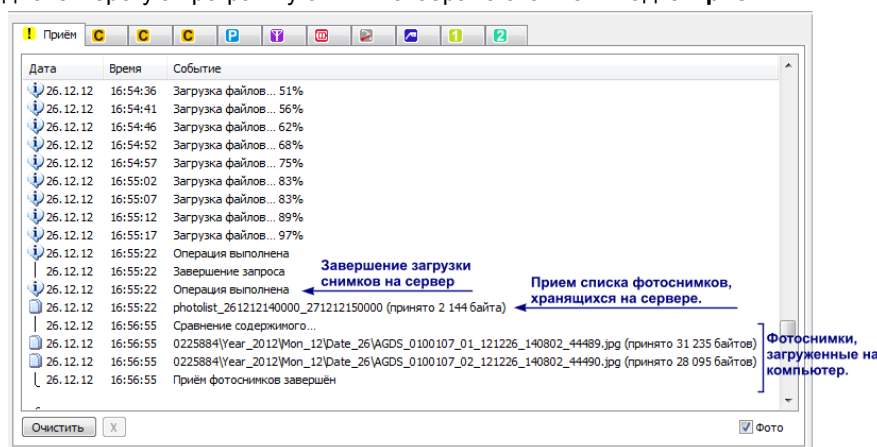 Приём C C C P 1 2
Дата Время Событие
26.12.12 16:54:36 Загрузка файлов... 51%
26.12.12 16:54:41 Загрузка файлов... 56%
26.12.12 16:54:46 Загрузка файлов... 62%
26.12.12 16:54:52 Загрузка файлов... 68%
26.12.12 16:54:57 Загрузка файлов... 75%
26.12.12 16:55:02 Загрузка файлов... 83%
26.12.12 16:55:07 Загрузка файлов... 83%
26.12.12 16:55:12 Загрузка файлов... 89%
26.12.12 16:55:17 Загрузка файлов... 97%
26.12.12 16:55:22 Операция выполнена
26.12.12 16:55:22 Завершение запроса
26.12.12 16:55:22 Операция выполнена
Завершение загрузки
снимков на сервер
26.12.12 16:55:22 photolist_261212140000_271212150000 (принято 2 144 байта)
Прием списка фотоснимков,
хранящихся на сервере.
26.12.12 16:56:55 Сравнение содержимого...
26.12.12 16:56:55 0225884\Year_2012\Mon_12\Date_26\AGDS_0100107_01_121226_140802_44489.jpg (принято 31 235 байтов)
26.12.12 16:56:55 0225884\Year_2012\Mon_12\Date_26\AGDS_0100107_02_121226_140802_44490.jpg (принято 28 095 байтов)
26.12.12 16:56:55 Приём фотоснимков завершён
Фотоснимки,
загруженные на
компьютер.
Очистить X Фото